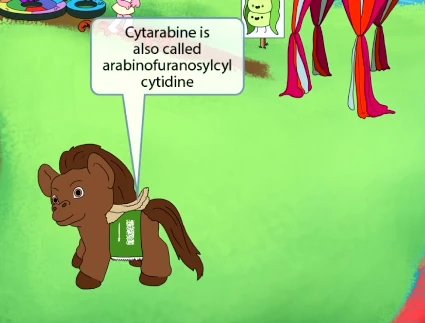 Cytarabine is
also called
arabinofuranosylcyl
cytidine